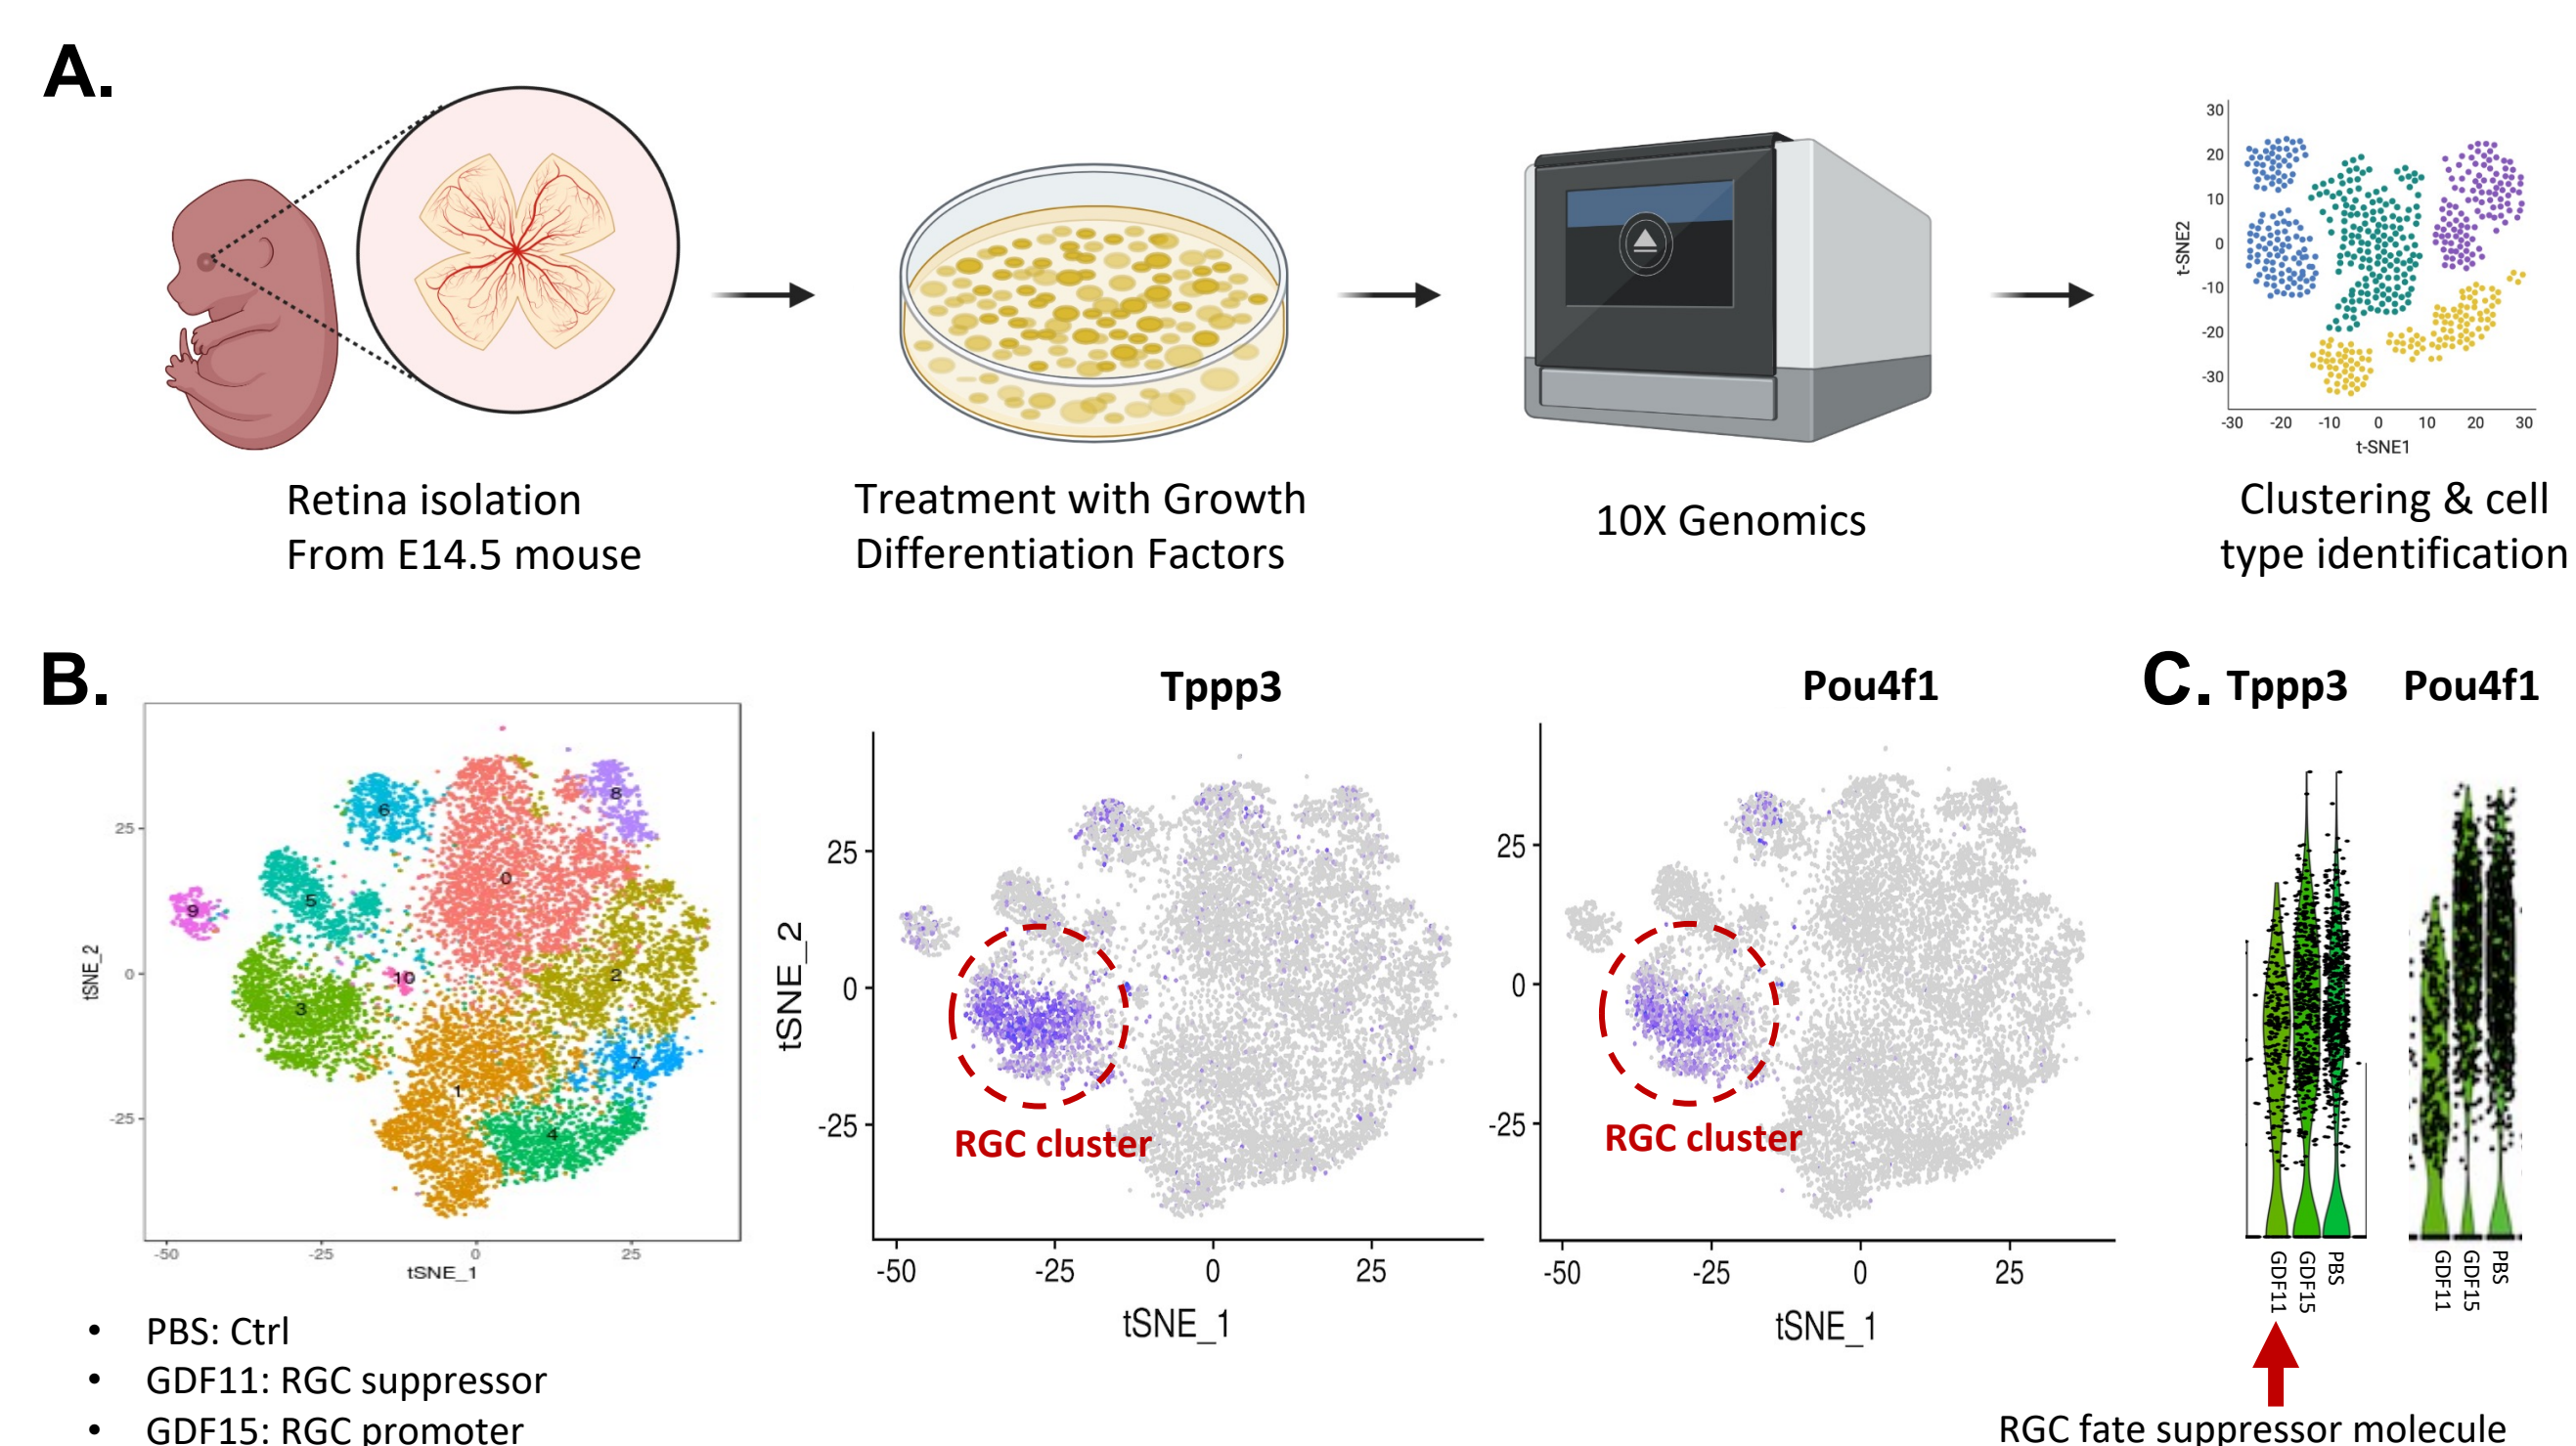 A.
30
20
10
0
-10
-20
-30
t-SNE2
-30 -20 -10 0 10 20 30
t-SNE1
Retina isolation
From E14.5 mouse
Treatment with Growth
Differentiation Factors
10X Genomics
Clustering & cell
type identification
B.
25
0
-25
tSNE_2
6
8
0
5
9
2
10
3
7
1
4
-50 -25 0 25
tSNE_1
Tppp3
25
0
-25
tSNE_2
RGC cluster
-50 -25 0 25
tSNE_1
Pou4f1
25
0
-25
RGC cluster
-50 -25 0 25
tSNE_1
C. Tppp3 Pou4f1
GDF11 GDF15 PBS
GDF11 GDF15 PBS
RGC fate suppressor molecule
• PBS: Ctrl
• GDF11: RGC suppressor
• GDF15: RGC promoter